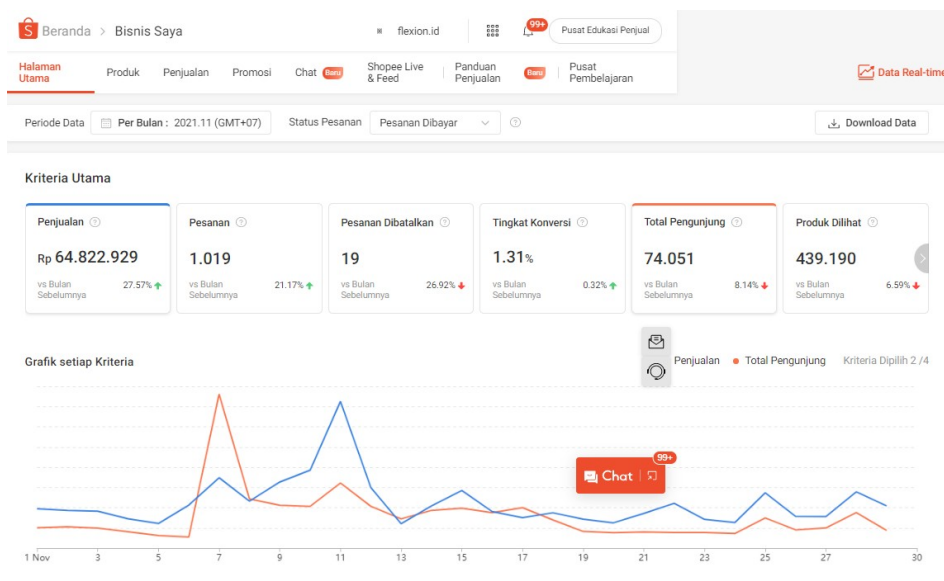 Beranda > Bisnis Saya
flexion.id
99+
Pusat Edukasi Penjual
Halaman Utama
Produk
Penjualan
Promosi
Chat Baru
Shopee Live & Feed
Panduan Penjualan Baru
Pusat Pembelajaran
Data Real-time
Periode Data
Per Bulan : 2021.11 (GMT+07)
Status Pesanan
Pesanan Dibayar
Download Data
Kriteria Utama
Penjualan
Rp 64.822.929
vs Bulan Sebelumnya
27.57%
Pesanan
1.019
vs Bulan Sebelumnya
21.17%
Pesanan Dibatalkan
19
vs Bulan Sebelumnya
26.92%
Tingkat Konversi
1.31%
vs Bulan Sebelumnya
0.32%
Total Pengunjung
74.051
vs Bulan Sebelumnya
8.14%
Produk Dilihat
439.190
vs Bulan Sebelumnya
6.59%
Grafik setiap Kriteria
Penjualan
Total Pengunjung
Kriteria Dipilih 2 /4
99+
Chat
1 Nov 3 5 7 9 11 13 15 17 19 21 23 25 27 30